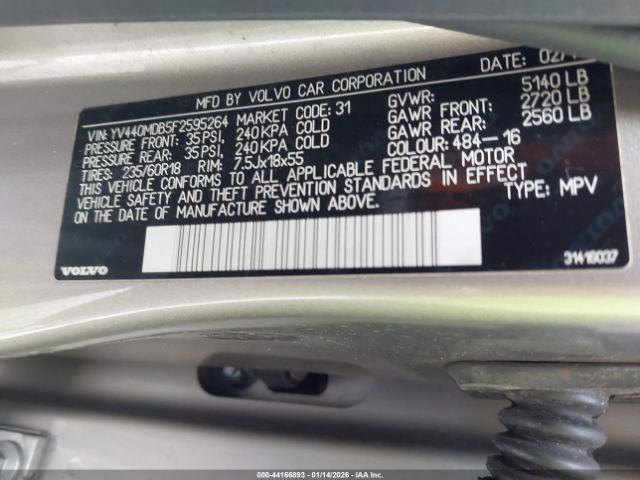 MFD BY VOLVO CAR CORPORATION DATE: 02/
VIN: YV440MDB5F2595264 MARKET CODE: 31 GVWR: 5140 LB
PRESSURE FRONT: 35 PSI, 240 KPA COLD GAWR FRONT: 2720 LB
PRESSURE REAR: 35 PSI, 240 KPA COLD GAWR REAR: 2560 LB
TIRES: 235/60R18 RIM: 7.5Jx18x55 COLOUR: 484-16
THIS VEHICLE CONFORMS TO ALL APPLICABLE FEDERAL MOTOR
VEHICLE SAFETY AND THEFT PREVENTION STANDARDS IN EFFECT
ON THE DATE OF MANUFACTURE SHOWN ABOVE. TYPE: MPV
VOLVO 31416037
000-44166893 - 01/14/2026 - IAA, Inc.